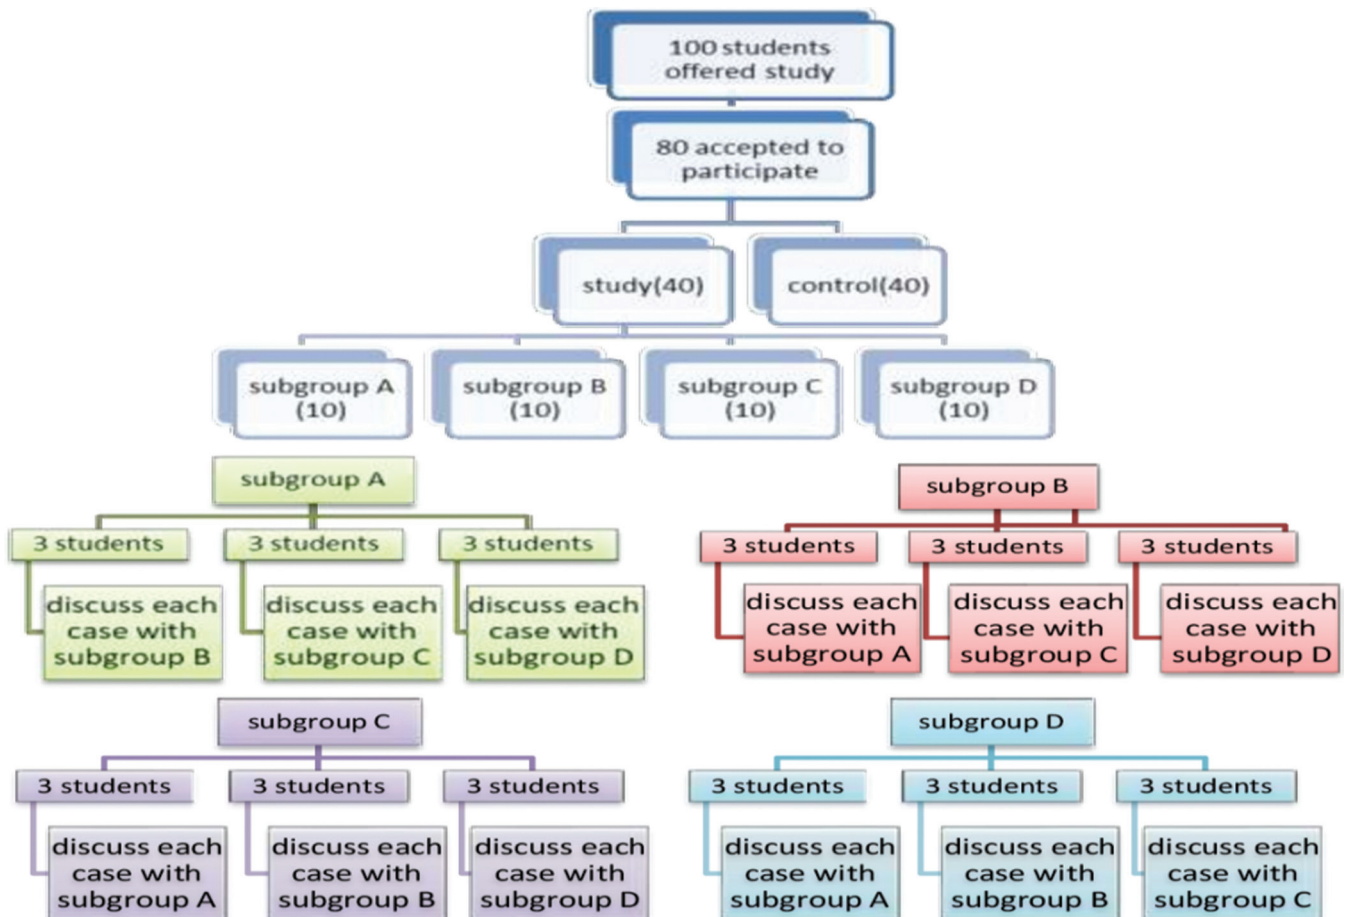 100 students
offered study
80 accepted to
participate
study(40)
control(40)
subgroup A
(10)
subgroup B
(10)
subgroup C
(10)
subgroup D
(10)
subgroup A
3 students
3 students
3 students
discuss each
case with
subgroup B
discuss each
case with
subgroup C
discuss each
case with
subgroup D
subgroup B
3 students
3 students
3 students
discuss each
case with
subgroup A
discuss each
case with
subgroup C
discuss each
case with
subgroup D
subgroup C
3 students
3 students
3 students
discuss each
case with
subgroup A
discuss each
case with
subgroup B
discuss each
case with
subgroup D
subgroup D
3 students
3 students
3 students
discuss each
case with
subgroup A
discuss each
case with
subgroup B
discuss each
case with
subgroup C